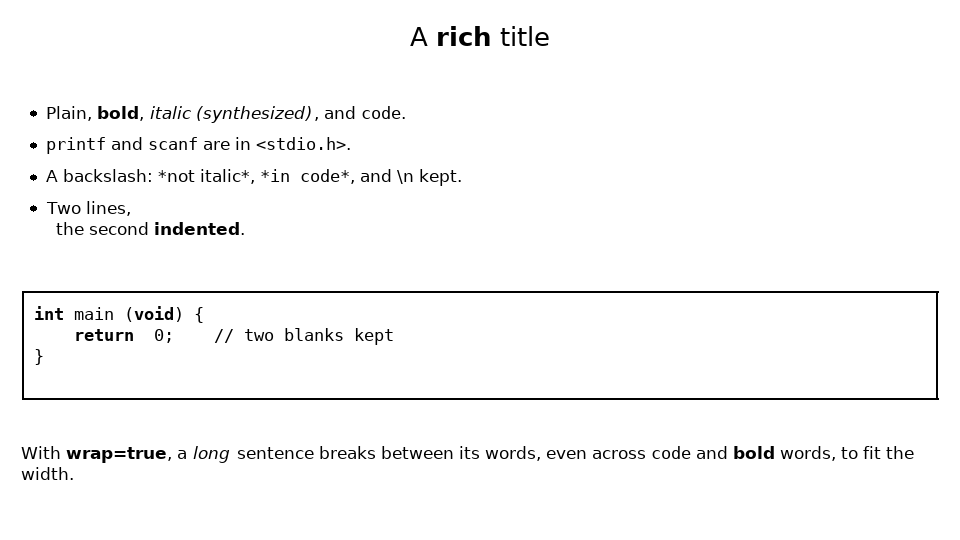 A rich title
• Plain, bold, italic (synthesized), and code.
• printf and scanf are in <stdio.h>.
• A backslash: *not italic*, *in code*, and \n kept.
• Two lines,
  the second indented.
int main (void) {
    return  0;    // two blanks kept
}
With wrap=true, a long sentence breaks between its words, even across code and bold words, to fit the
width.